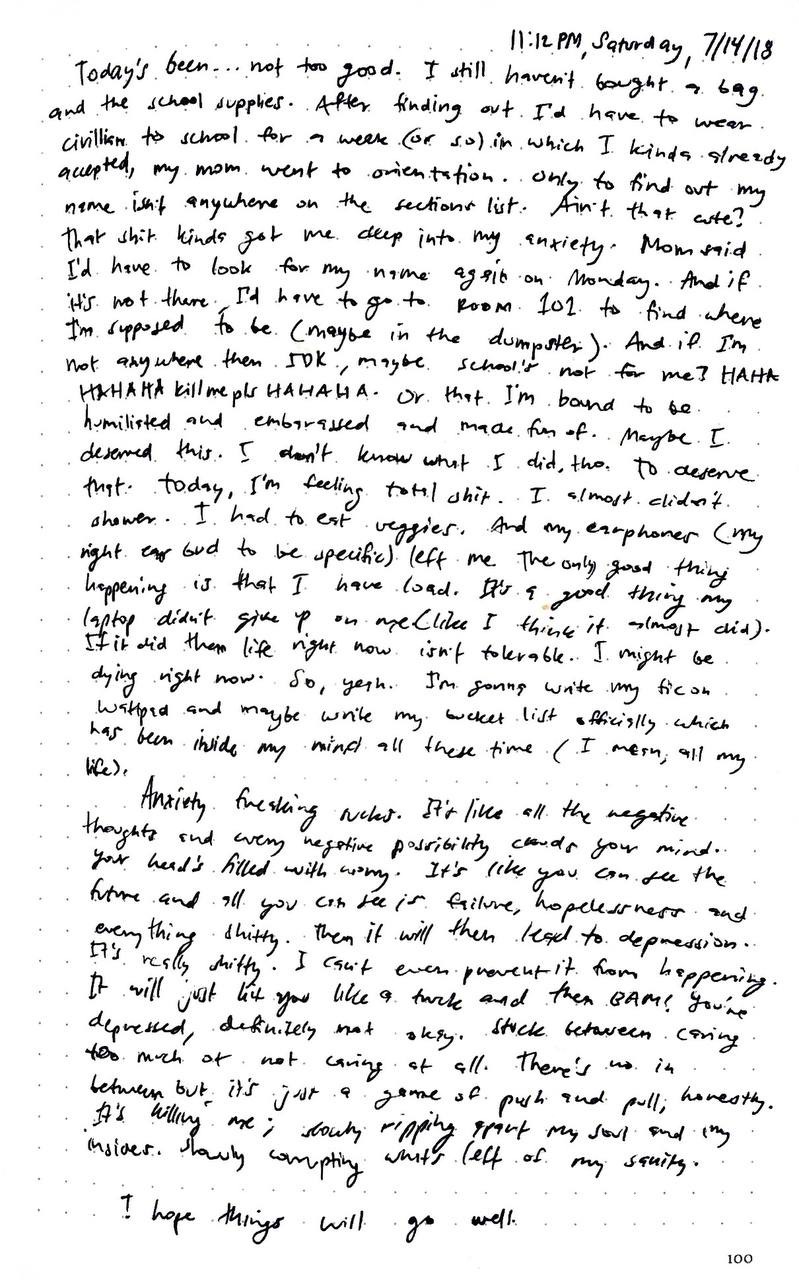 11:12 PM, Saturday, 7/14/18
Today's been... not too good. I still haven't bought a bag
and the school supplies. After finding out I'd have to wear
civillian to school for a week (or so) in which I kinda already
accepted, my mom went to orientation. Only to find out my
name isn't anywhere on the sections list. Ain't that cute?
That shit kinda got me deep into my anxiety. Mom said
I'd have to look for my name again on Monday. And if
it's not there, I'd have to go to Room 101 to find where
I'm supposed to be (maybe in the dumpster). And if I'm
not anywhere then IDK, maybe school's not for me? HAHA
HAHAHA kill me pls HAHAHA. Or that I'm bound to be
humiliated and embarassed and made fun of. Maybe I
deserved this. I don't know what I did, tho. To deserve
that. Today, I'm feeling total shit. I almost didn't
shower. I had to eat veggies. And my earphones (my
right ear bud to be specific) left me. The only good thing
happening is that I have load. It's a good thing my
laptop didn't give up on me (like I think it almost did).
If it did then life right now isn't tolerable. I might be
dying right now. So, yeah. I'm gonna write my fic on
Wattpad and maybe write my bucket list officially which
has been inside my mind all these time (I mean, all my
life).
Anxiety freaking sucks. It's like all the negative
thoughts and every negative possibility clouds your mind.
Your head's filled with worry. It's like you can see the
future and all you can see is failure, hopelessness and
everything shitty. Then it will then lead to depression.
It's really shitty. I can't even prevent it from happening.
It will just hit you like a truck and then BAM! You're
depressed, definitely not okay. Stuck between caring
too much or not caring at all. There's no in
between but it's just a game of push and pull, honestly.
It's killing me; slowly ripping apart my soul and my
insides. Slowly corrupting what's left of my sanity.
I hope things will go well.
100